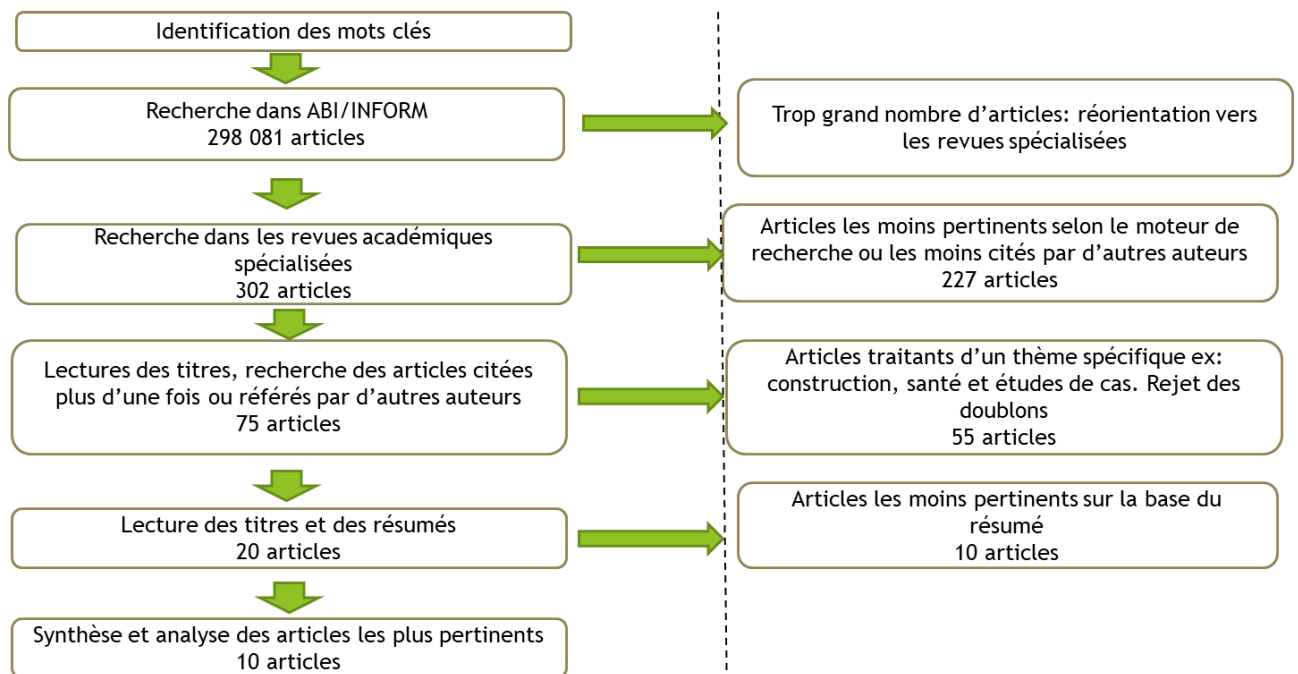 Identification des mots clés
Recherche dans ABI/INFORM
298 081 articles
Trop grand nombre d’articles: réorientation vers
les revues spécialisées
Recherche dans les revues académiques
spécialisées
302 articles
Articles les moins pertinents selon le moteur de
recherche ou les moins cités par d’autres auteurs
227 articles
Lectures des titres, recherche des articles citées
plus d’une fois ou référés par d’autres auteurs
75 articles
Articles traitants d’un thème spécifique ex:
construction, santé et études de cas. Rejet des
doublons
55 articles
Lecture des titres et des résumés
20 articles
Articles les moins pertinents sur la base du
résumé
10 articles
Synthèse et analyse des articles les plus pertinents
10 articles